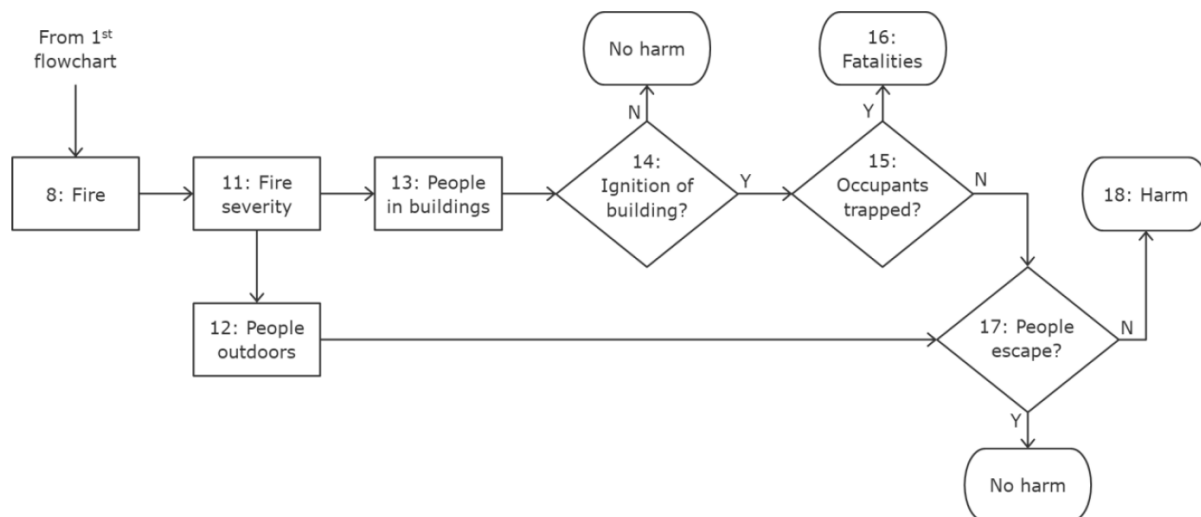 From 1st
flowchart
No harm
16:
Fatalities
N
Y
8: Fire
11: Fire
severity
13: People
in buildings
14:
Ignition of
building?
Y
15:
Occupants
trapped?
N
18: Harm
12: People
outdoors
17: People
escape?
N
Y
No harm